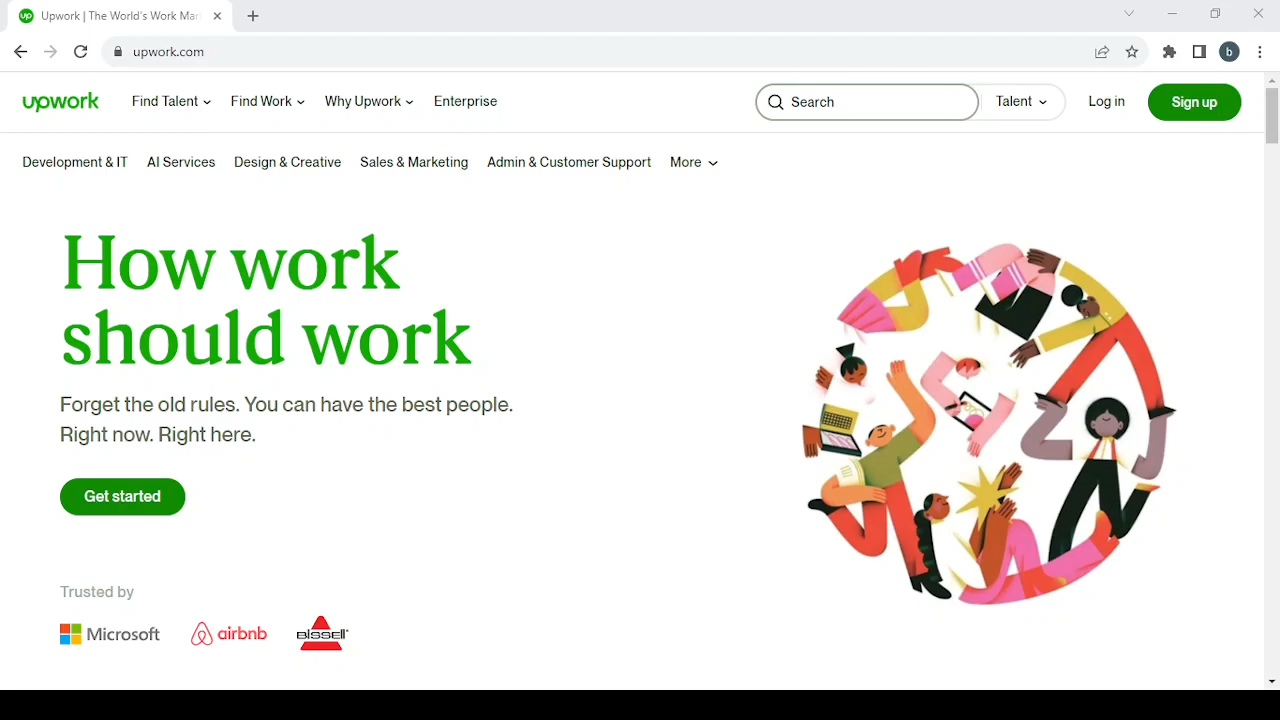 Upwork | The World's Work Mar
upwork.com
b
upwork Find Talent Find Work Why Upwork Enterprise Search Talent Log in Sign up
Development & IT AI Services Design & Creative Sales & Marketing Admin & Customer Support More
How work
should work
Forget the old rules. You can have the best people.
Right now. Right here.
Get started
Trusted by
Microsoft airbnb BISSELL